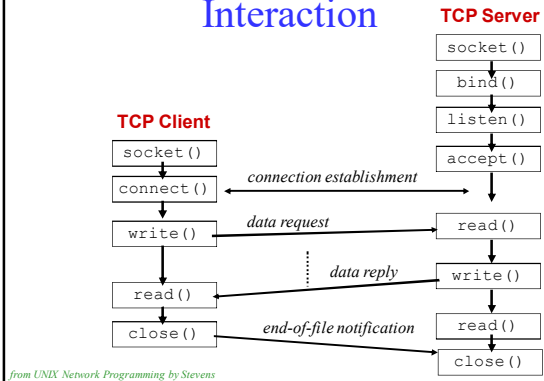 Interaction
TCP Server
socket()
bind()
listen()
accept()
TCP Client
socket()
connect()
connection establishment
write()
data request
read()
data reply
write()
read()
read()
close()
end-of-file notification
close()
from UNIX Network Programming by Stevens